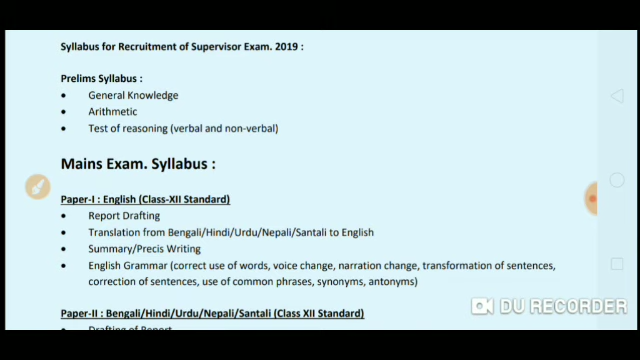 Syllabus for Recruitment of Supervisor Exam. 2019 :
Prelims Syllabus :
• General Knowledge
• Arithmetic
• Test of reasoning (verbal and non-verbal)
Mains Exam. Syllabus :
Paper-I : English (Class-XII Standard)
• Report Drafting
• Translation from Bengali/Hindi/Urdu/Nepali/Santali to English
• Summary/Precis Writing
• English Grammar (correct use of words, voice change, narration change, transformation of sentences,
correction of sentences, use of common phrases, synonyms, antonyms)
DU RECORDER
Paper-II : Bengali/Hindi/Urdu/Nepali/Santali (Class XII Standard)
• Drafting of Report